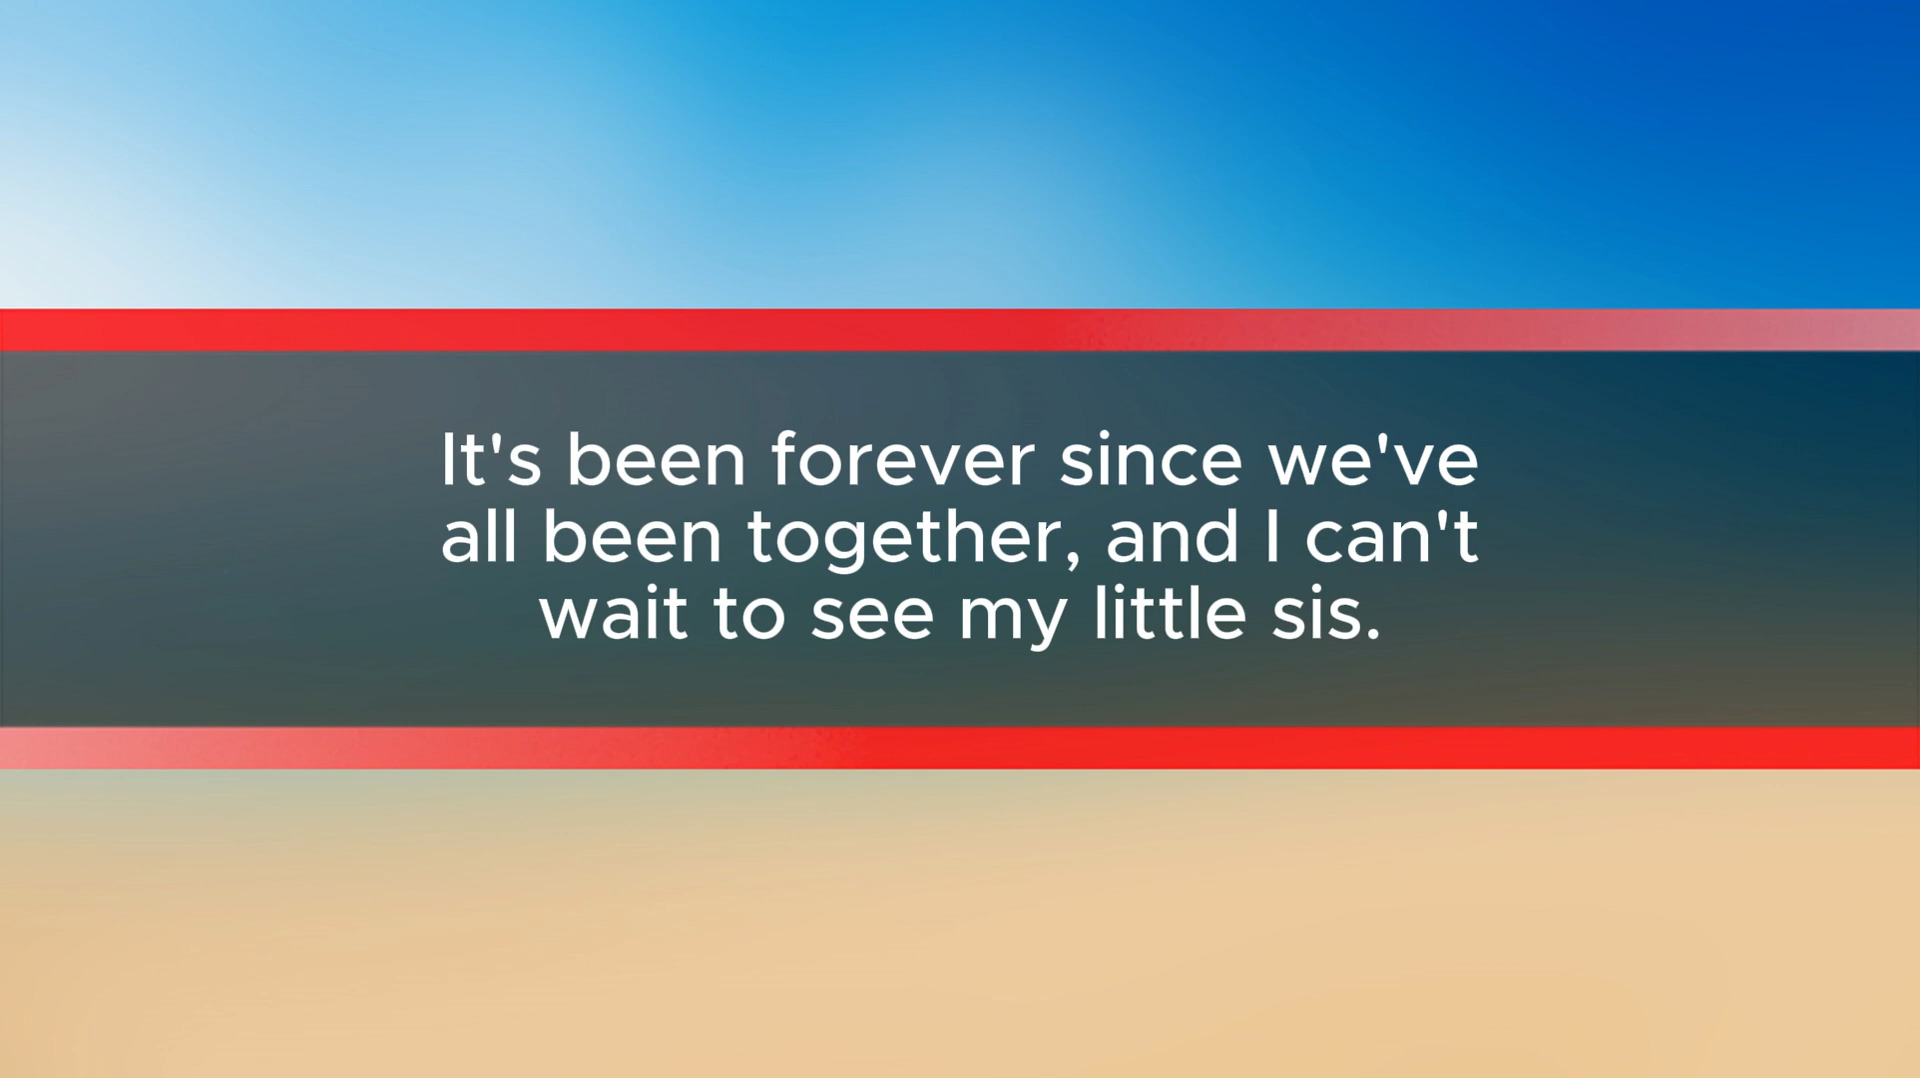 It's been forever since we've
all been together, and I can't
wait to see my little sis.